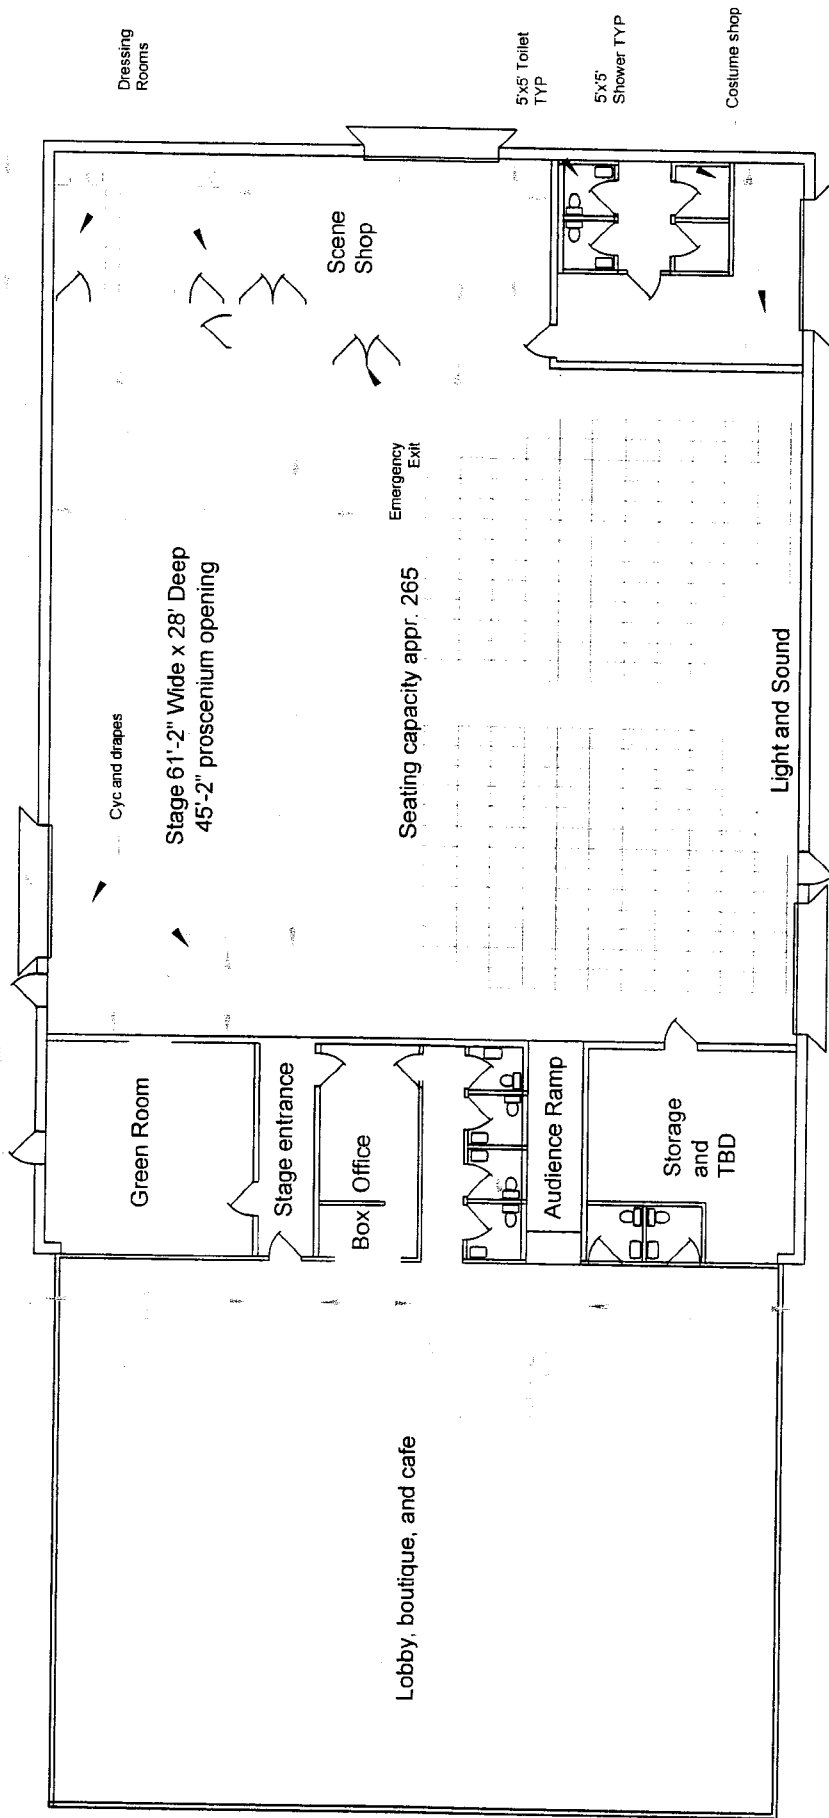 Dressing
Rooms
5'x5' Toilet
TYP
5'x5'
Shower TYP
Costume shop
Scene
Shop
Emergency
Exit
Cyc and drapes
Stage 61'-2" Wide x 28' Deep
45'-2" proscenium opening
Seating capacity appr. 265
Light and Sound
Green Room
Stage entrance
Box Office
Audience Ramp
Storage
and
TBD
Lobby, boutique, and cafe